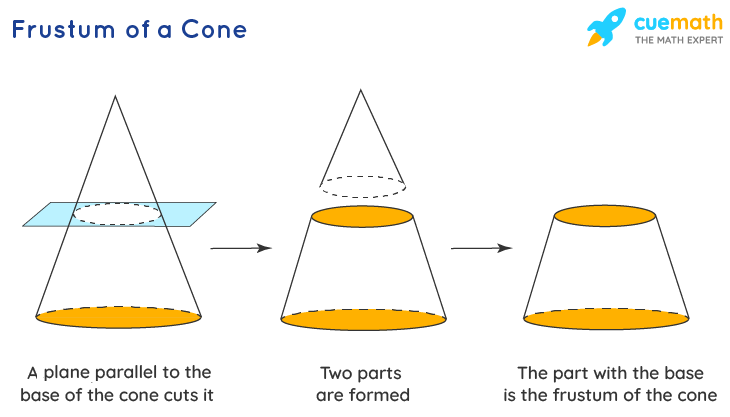 Frustum of a Cone
cuemath
THE MATH EXPERT
A plane parallel to the
base of the cone cuts it
Two parts
are formed
The part with the base
is the frustum of the cone